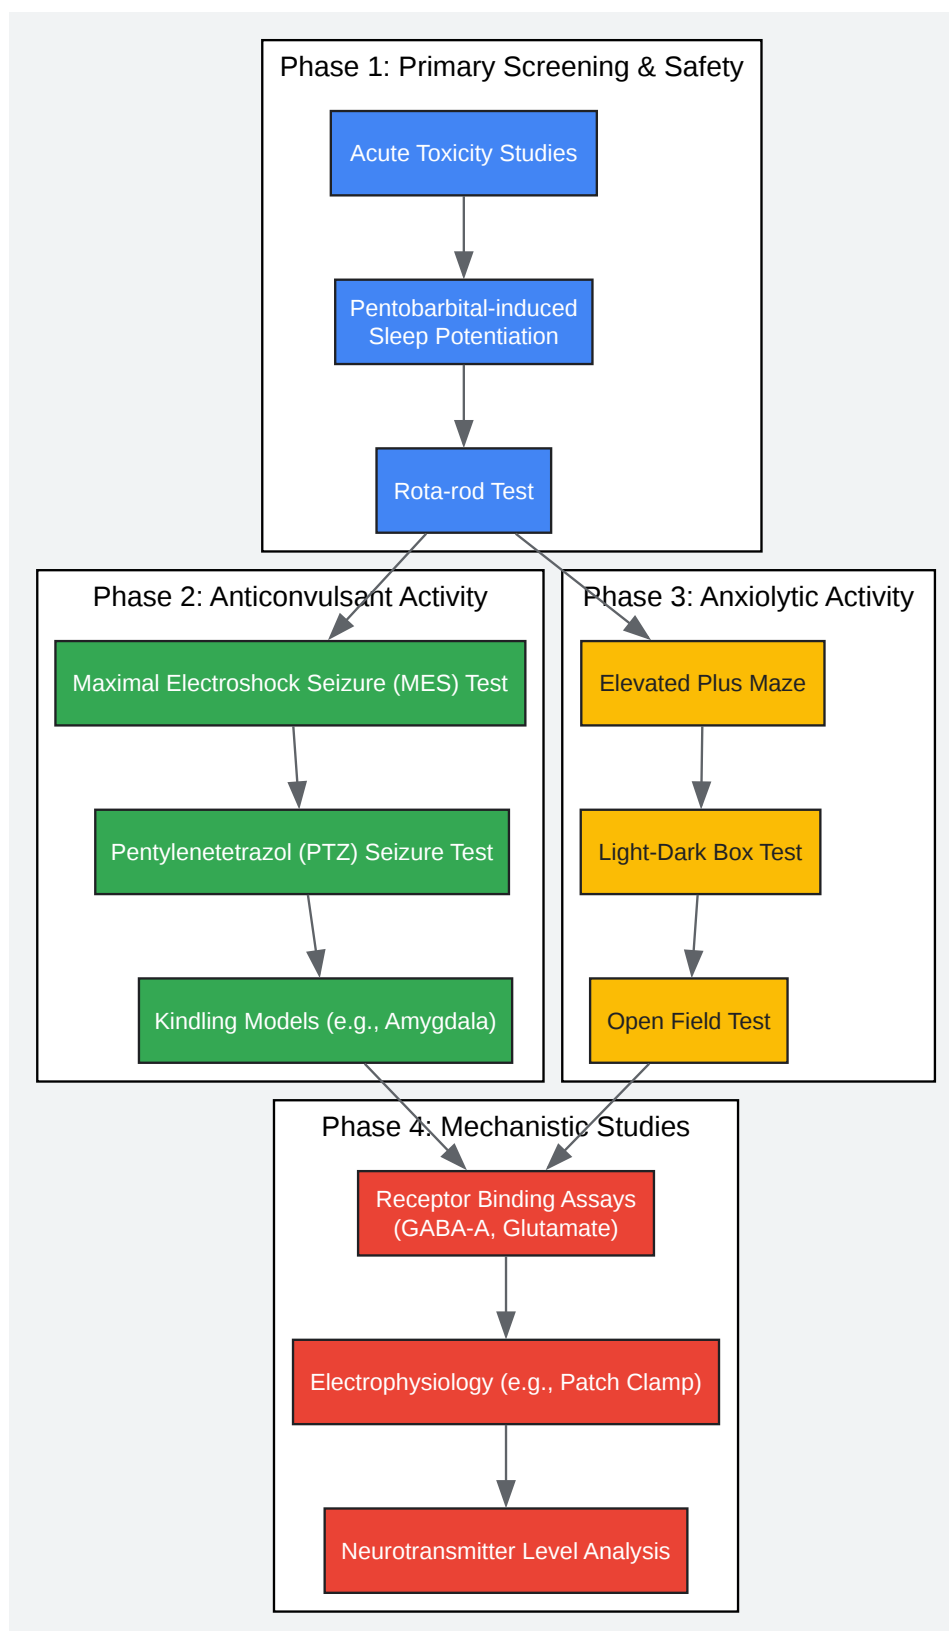 Phase 1: Primary Screening & Safety
Acute Toxicity Studies
Pentobarbital-induced
Sleep Potentiation
Rota-rod Test
Phase 2: Anticonvulsant Activity
Maximal Electroshock Seizure (MES) Test
Pentylenetetrazol (PTZ) Seizure Test
Kindling Models (e.g., Amygdala)
Phase 3: Anxiolytic Activity
Elevated Plus Maze
Light-Dark Box Test
Open Field Test
Phase 4: Mechanistic Studies
Receptor Binding Assays
(GABA-A, Glutamate)
Electrophysiology (e.g., Patch Clamp)
Neurotransmitter Level Analysis